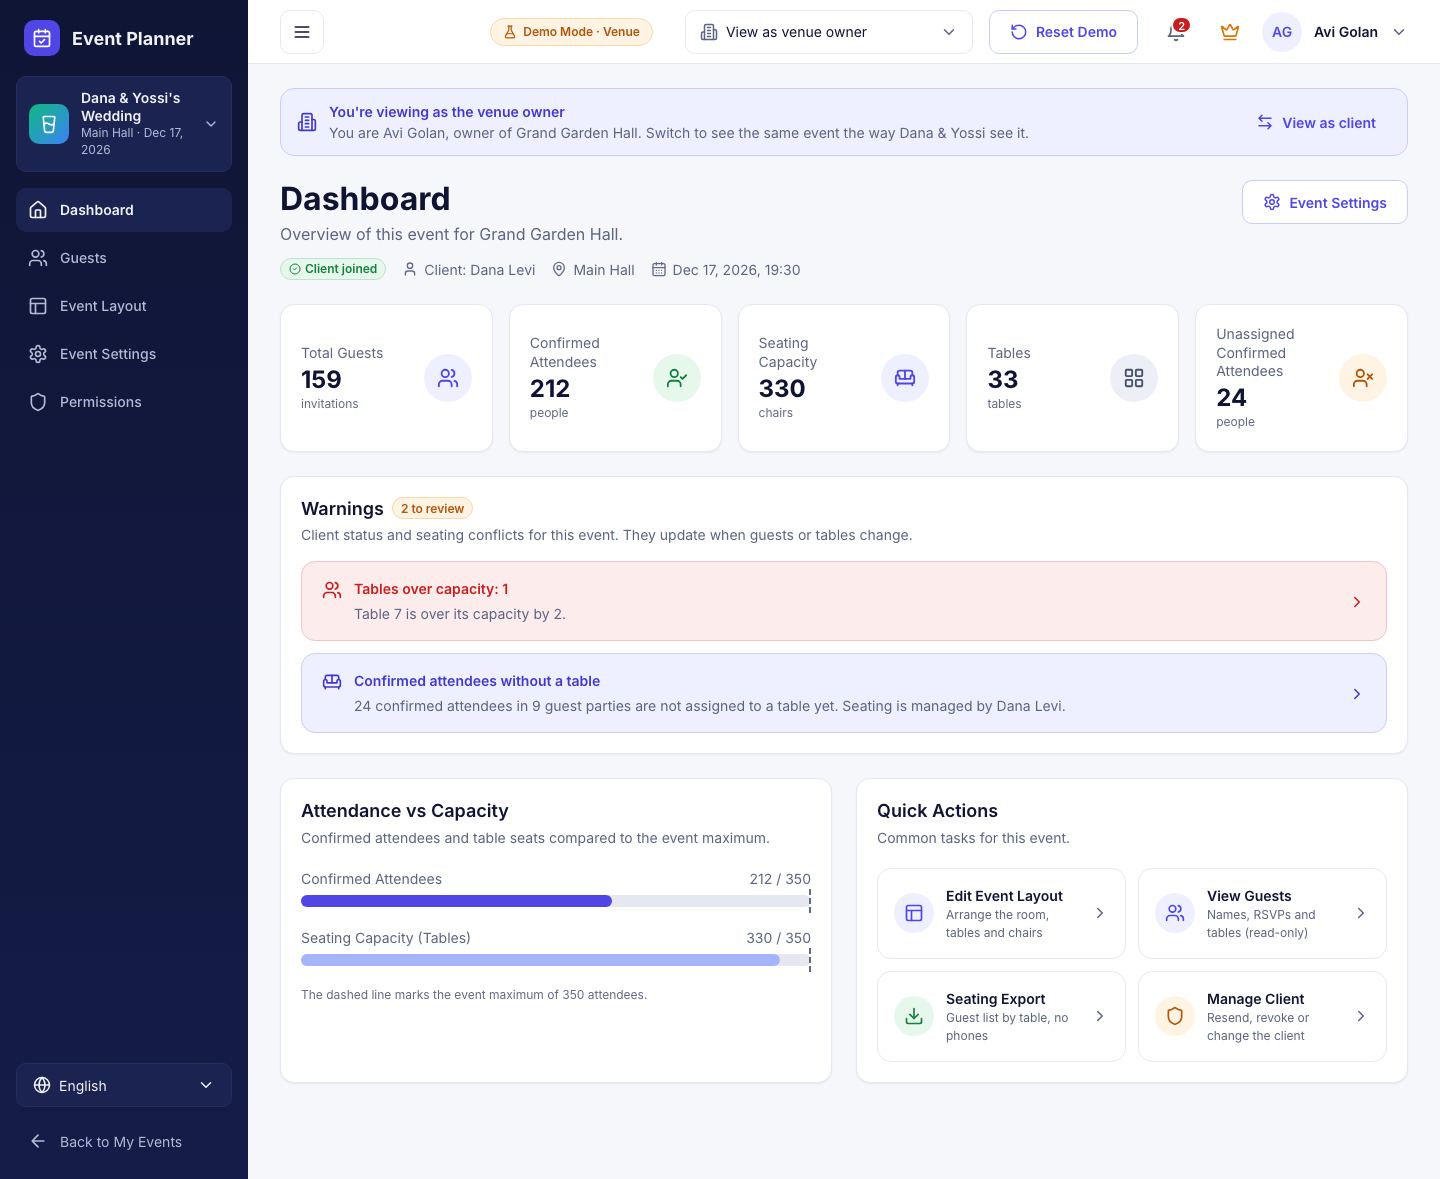 Event Planner
Dana & Yossi's
Wedding
Main Hall · Dec 17,
2026
Dashboard
Guests
Event Layout
Event Settings
Permissions
English
Back to My Events
Demo Mode · Venue
View as venue owner
Reset Demo
2
AG
Avi Golan
You're viewing as the venue owner
You are Avi Golan, owner of Grand Garden Hall. Switch to see the same event the way Dana & Yossi see it.
View as client
Dashboard
Event Settings
Overview of this event for Grand Garden Hall.
Client joined
Client: Dana Levi
Main Hall
Dec 17, 2026, 19:30
Total Guests
159
invitations
Confirmed
Attendees
212
people
Seating
Capacity
330
chairs
Tables
33
tables
Unassigned
Confirmed
Attendees
24
people
Warnings
2 to review
Client status and seating conflicts for this event. They update when guests or tables change.
Tables over capacity: 1
Table 7 is over its capacity by 2.
Confirmed attendees without a table
24 confirmed attendees in 9 guest parties are not assigned to a table yet. Seating is managed by Dana Levi.
Attendance vs Capacity
Confirmed attendees and table seats compared to the event maximum.
Confirmed Attendees
212 / 350
Seating Capacity (Tables)
330 / 350
The dashed line marks the event maximum of 350 attendees.
Quick Actions
Common tasks for this event.
Edit Event Layout
Arrange the room,
tables and chairs
View Guests
Names, RSVPs and
tables (read-only)
Seating Export
Guest list by table, no
phones
Manage Client
Resend, revoke or
change the client